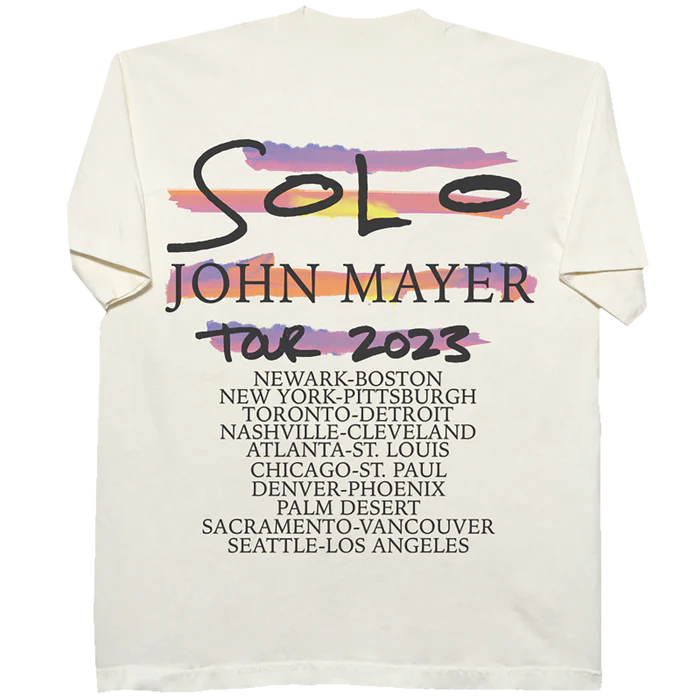 SOLO
JOHN MAYER
TOUR 2023
NEWARK-BOSTON
NEW YORK-PITTSBURGH
TORONTO-DETROIT
NASHVILLE-CLEVELAND
ATLANTA-ST. LOUIS
CHICAGO-ST. PAUL
DENVER-PHOENIX
PALM DESERT
SACRAMENTO-VANCOUVER
SEATTLE-LOS ANGELES